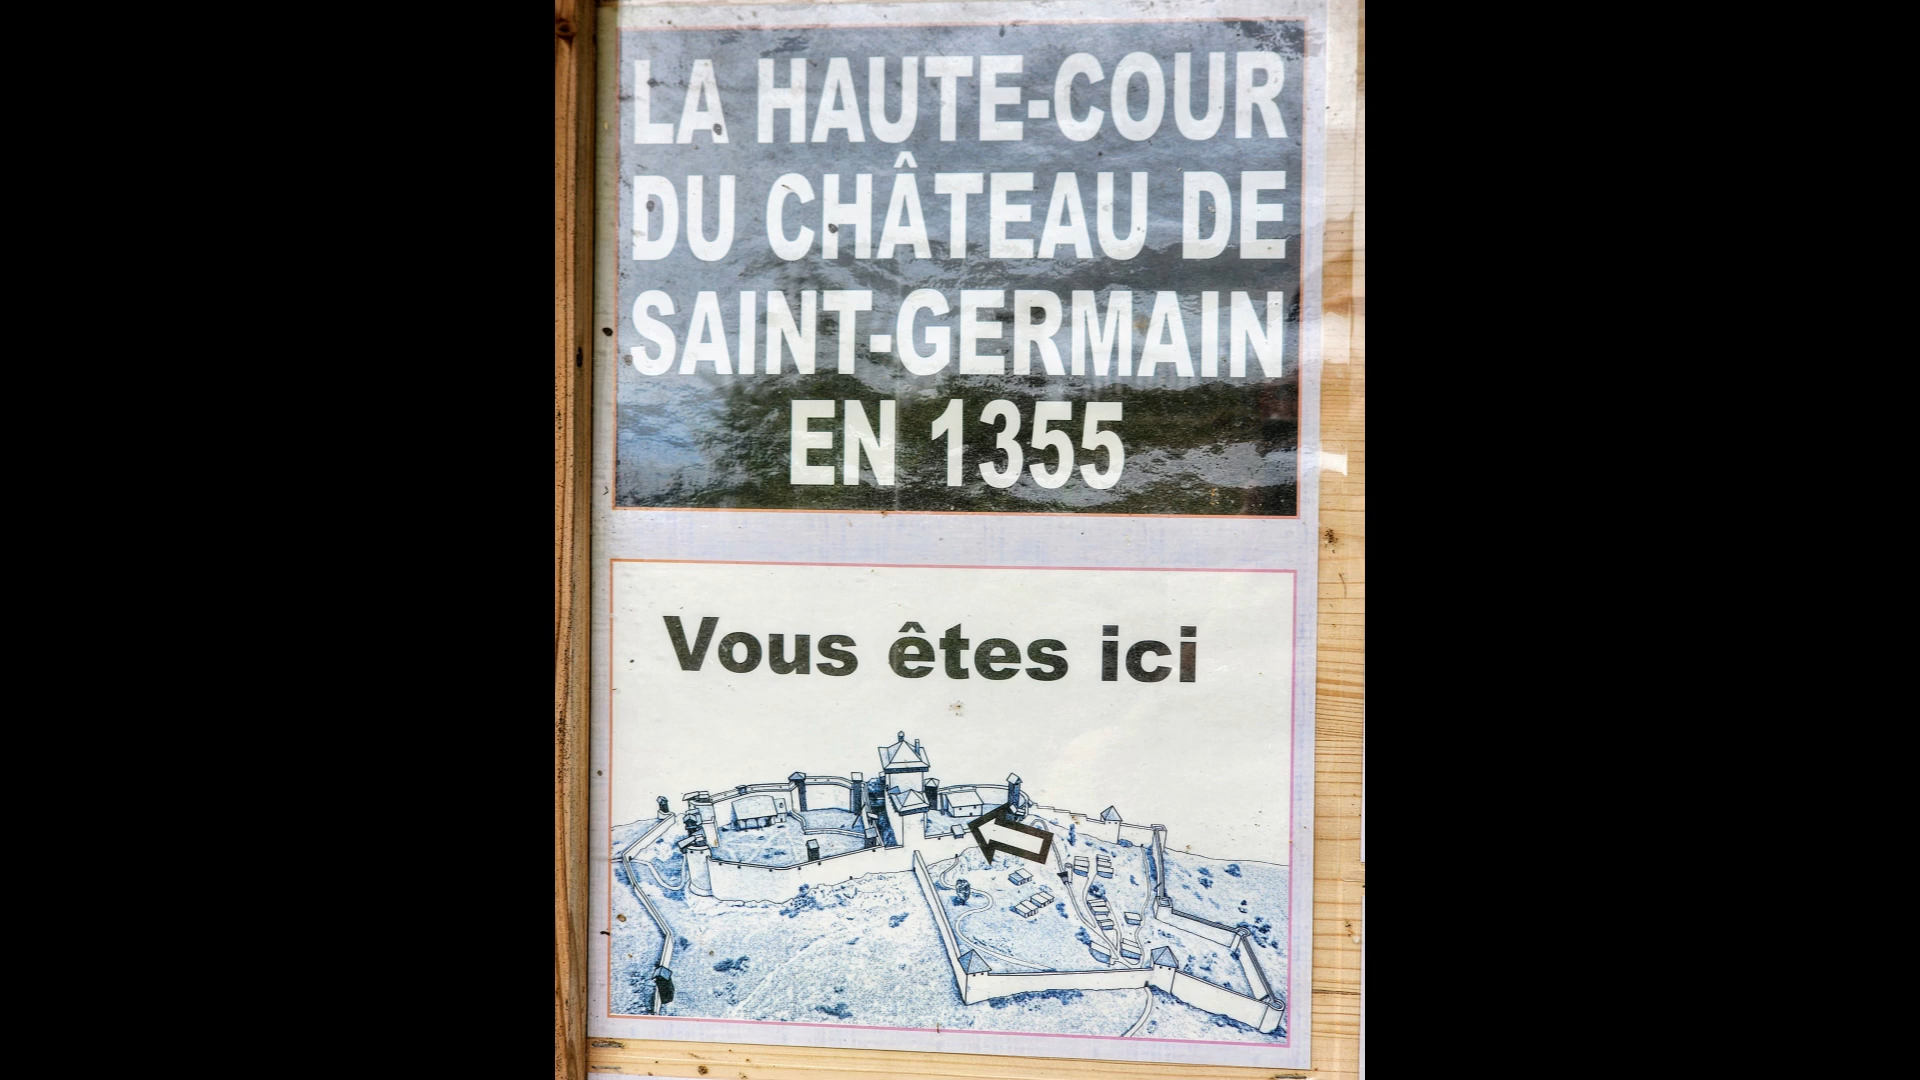 LA HAUTE-COUR
DU CHÂTEAU DE
SAINT-GERMAIN
EN 1355
Vous êtes ici